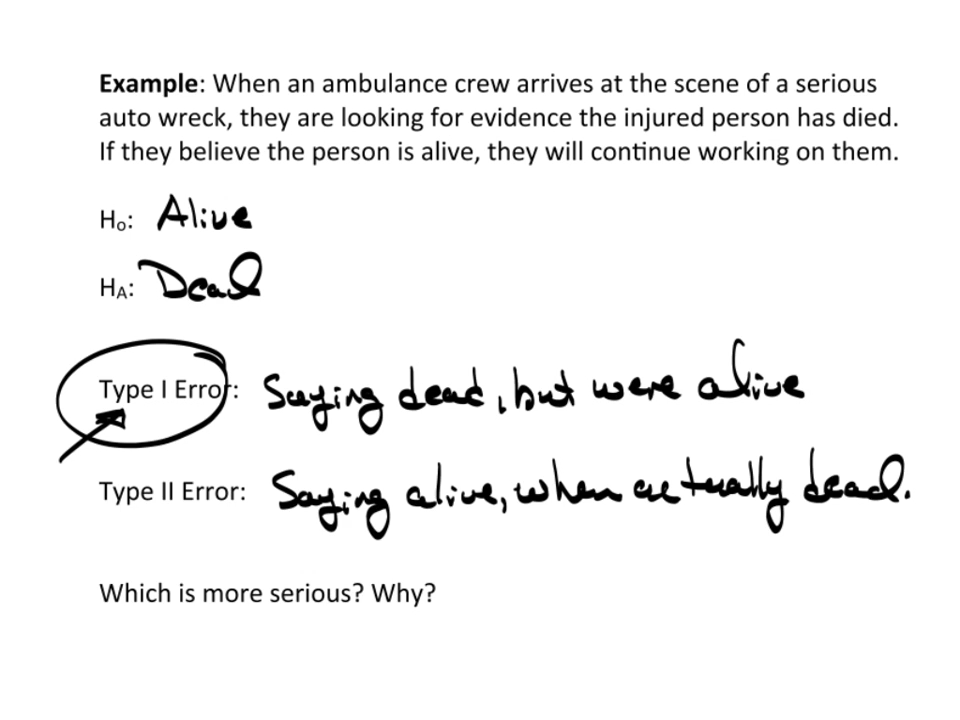 Example: When an ambulance crew arrives at the scene of a serious
auto wreck, they are looking for evidence the injured person has died.
If they believe the person is alive, they will continue working on them.
H₀: Alive
Hᴀ: Dead
Type I Error: Saying dead, but were alive
Type II Error: Saying alive, when actually dead.
Which is more serious? Why?